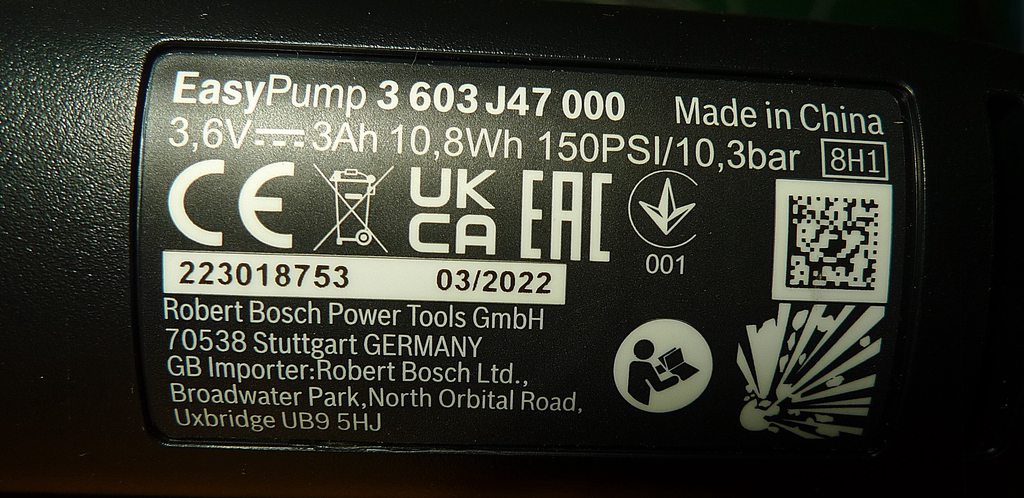 EasyPump 3 603 J47 000 Made in China
3,6V 3Ah 10,8Wh 150PSI/10,3bar 8H1
CE UK CA EAC 001
223018753 03/2022
Robert Bosch Power Tools GmbH
70538 Stuttgart GERMANY
GB Importer:Robert Bosch Ltd.,
Broadwater Park,North Orbital Road,
Uxbridge UB9 5HJ